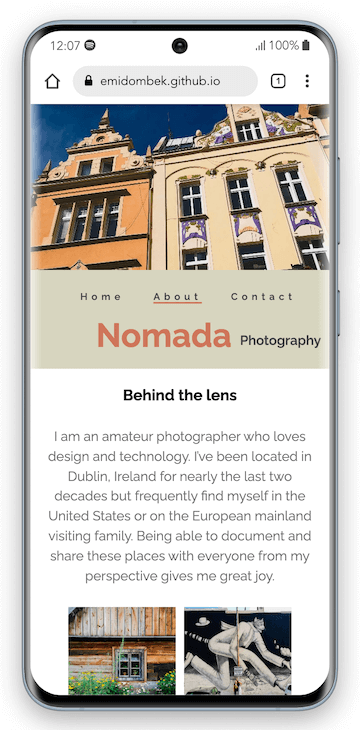 12:07 100%
emidombek.github.io 1
Home About Contact
Nomada Photography
Behind the lens
I am an amateur photographer who loves
design and technology. I've been located in
Dublin, Ireland for nearly the last two
decades but frequently find myself in the
United States or on the European mainland
visiting family. Being able to document and
share these places with everyone from my
perspective gives me great joy.